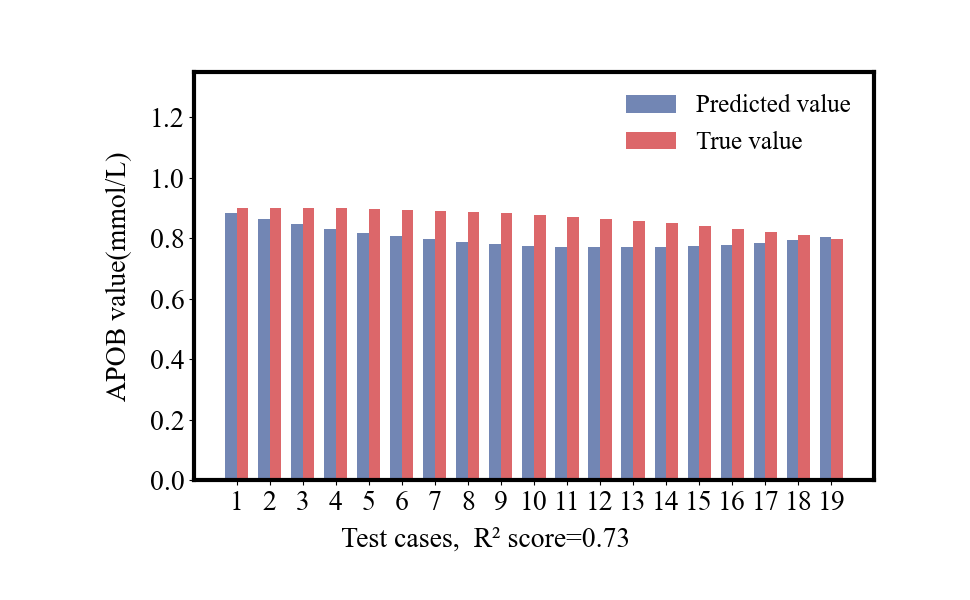 Predicted value
True value
APOB value(mmol/L)
1.2
1.0
0.8
0.6
0.4
0.2
0.0
1 2 3 4 5 6 7 8 9 10 11 12 13 14 15 16 17 18 19
Test cases,  R² score=0.73